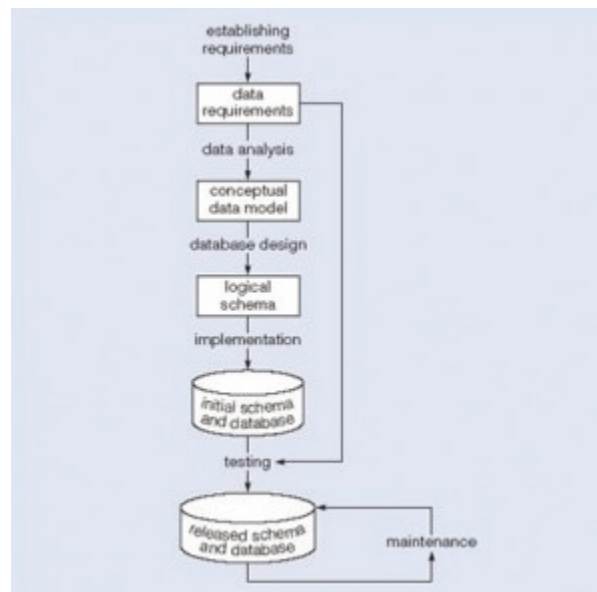 establishing
requirements
data
requirements
data analysis
conceptual
data model
database design
logical
schema
implementation
initial schema
and database
testing
released schema
and database
maintenance